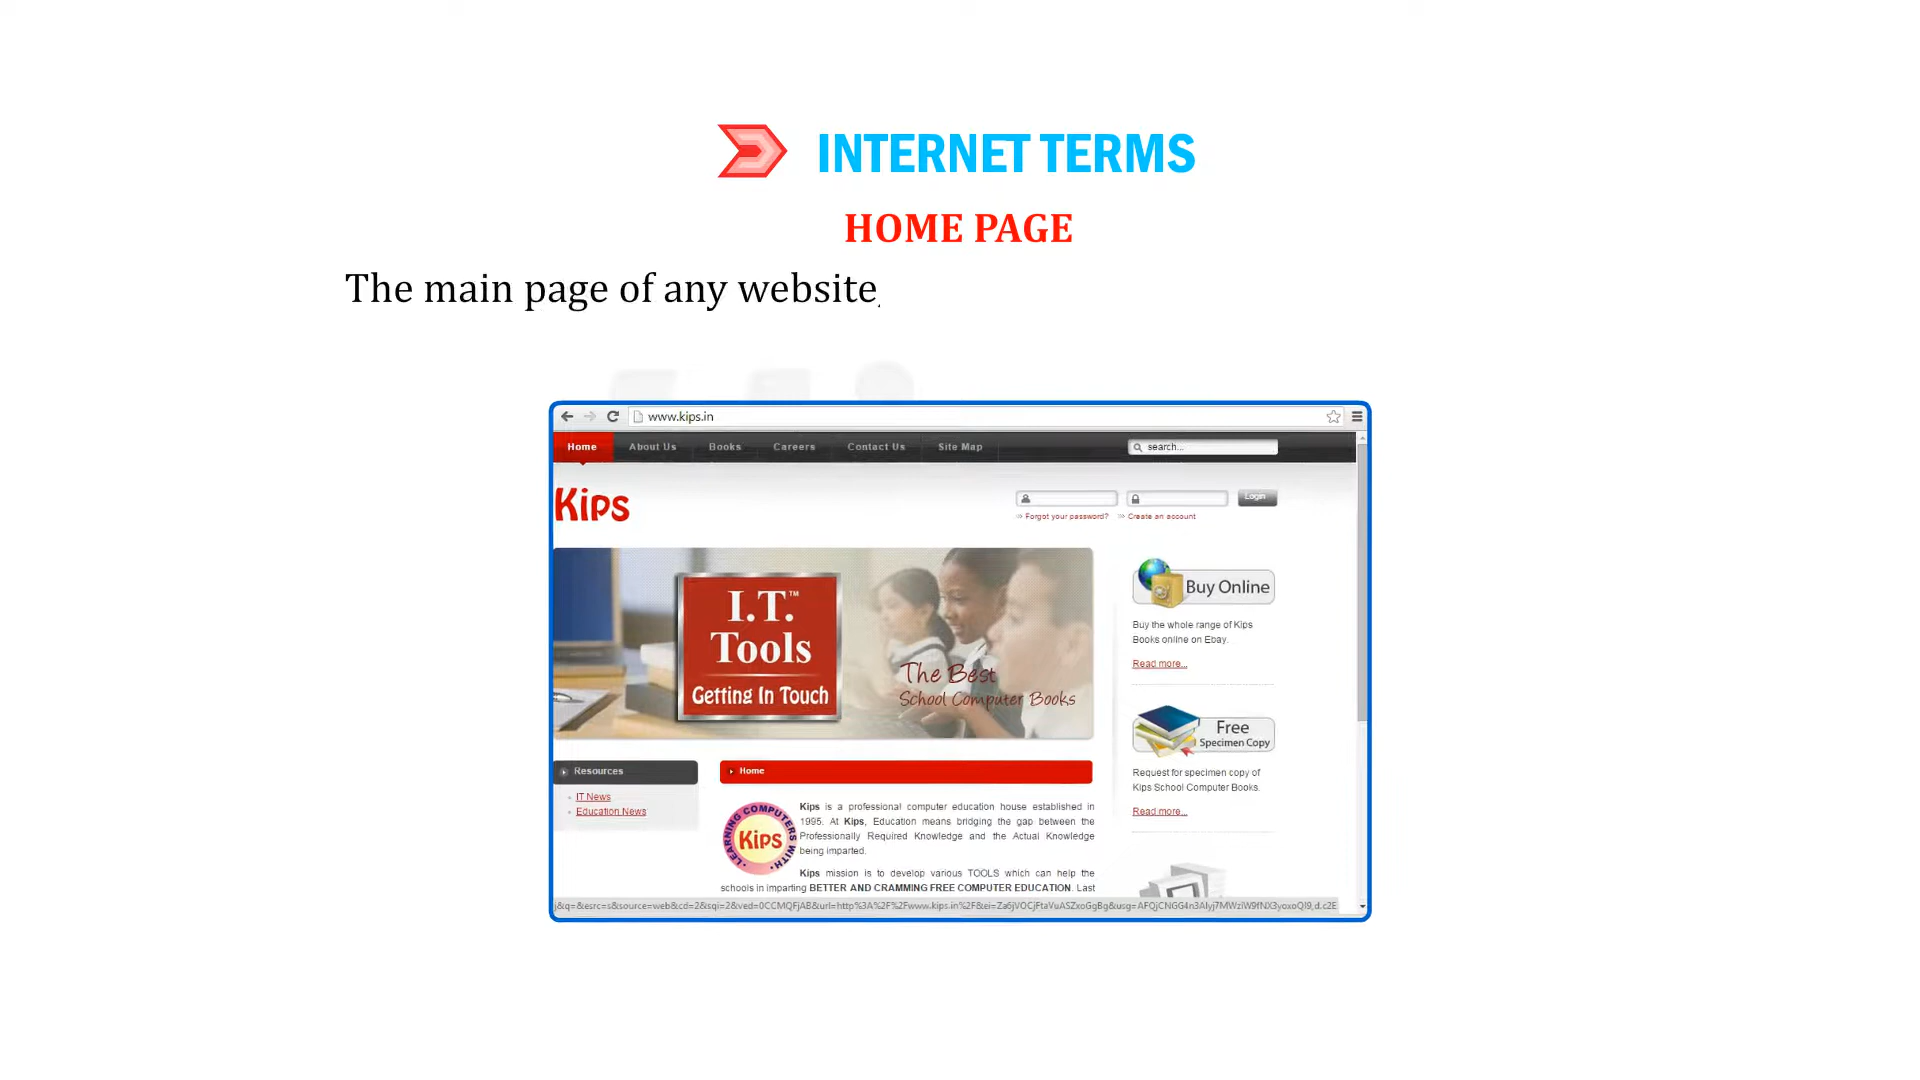 INTERNET TERMS
HOME PAGE
The main page of any website,
www.kips.in
Home About Us Books Careers Contact Us Site Map search...
Kips
Login
Forgot your password? Create an account
I.T.™
Tools
Getting In Touch
The Best
School Computer Books
Buy Online
Buy the whole range of Kips
Books online on Ebay.
Read more...
Free
Specimen Copy
Request for specimen copy of
Kips School Computer Books.
Read more...
Resources
IT News
Education News
Home
LEARNING COMPUTERS WITH
Kips
Kips is a professional computer education house established in
1995. At Kips, Education means bridging the gap between the
Professionally Required Knowledge and the Actual Knowledge
being imparted.
Kips mission is to develop various TOOLS which can help the
schools in imparting BETTER AND CRAMMING FREE COMPUTER EDUCATION. Last